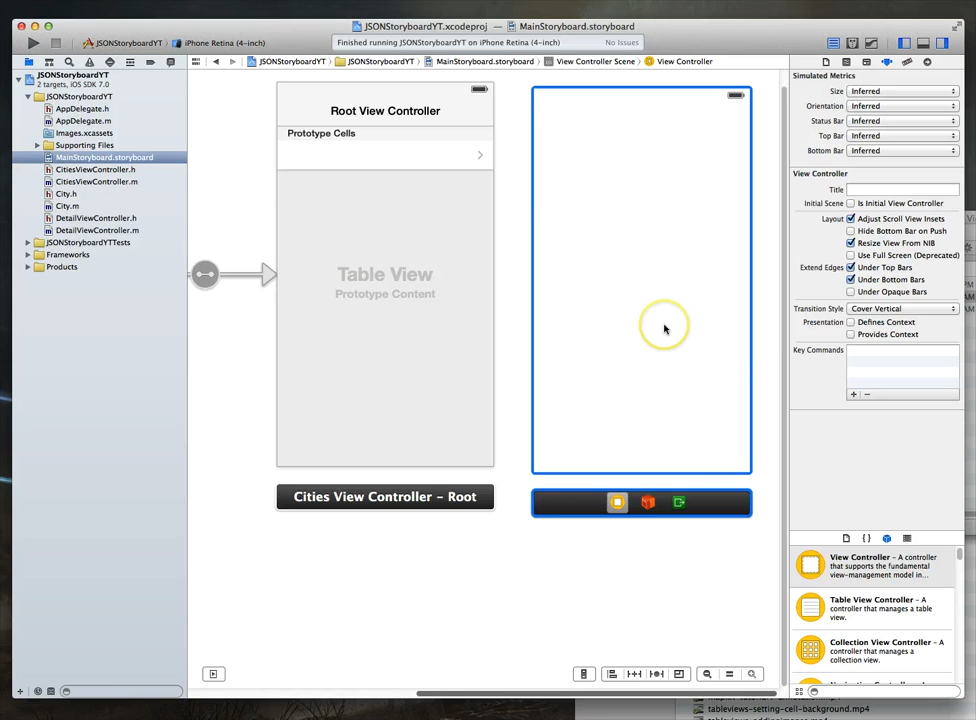 JSONStoryboardYT.xcodeproj — MainStoryboard.storyboard
JSONStoryboardYT iPhone Retina (4-inch)
Finished running JSONStoryboardYT on iPhone Retina (4-inch) No Issues
JSONStoryboardYT JSONStoryboardYT MainStoryboard.storyboard View Controller Scene View Controller
JSONStoryboardYT
2 targets, iOS SDK 7.0
JSONStoryboardYT
AppDelegate.h
AppDelegate.m
Images.xcassets
Supporting Files
MainStoryboard.storyboard
CitiesViewController.h
CitiesViewController.m
City.h
City.m
DetailViewController.h
DetailViewController.m
JSONStoryboardYTTests
Frameworks
Products
Root View Controller
Prototype Cells
Table View
Prototype Content
Cities View Controller – Root
Simulated Metrics
Size Inferred
Orientation Inferred
Status Bar Inferred
Top Bar Inferred
Bottom Bar Inferred
View Controller
Title
Initial Scene Is Initial View Controller
Layout Adjust Scroll View Insets
Hide Bottom Bar on Push
Resize View From NIB
Use Full Screen (Deprecated)
Extend Edges Under Top Bars
Under Bottom Bars
Under Opaque Bars
Transition Style Cover Vertical
Presentation Defines Context
Provides Context
Key Commands
View Controller – A controller
that supports the fundamental
view-management model in...
Table View Controller – A
controller that manages a table
view.
Collection View Controller – A
controller that manages a
collection view.
tableviews-setting-cell-background.mp4